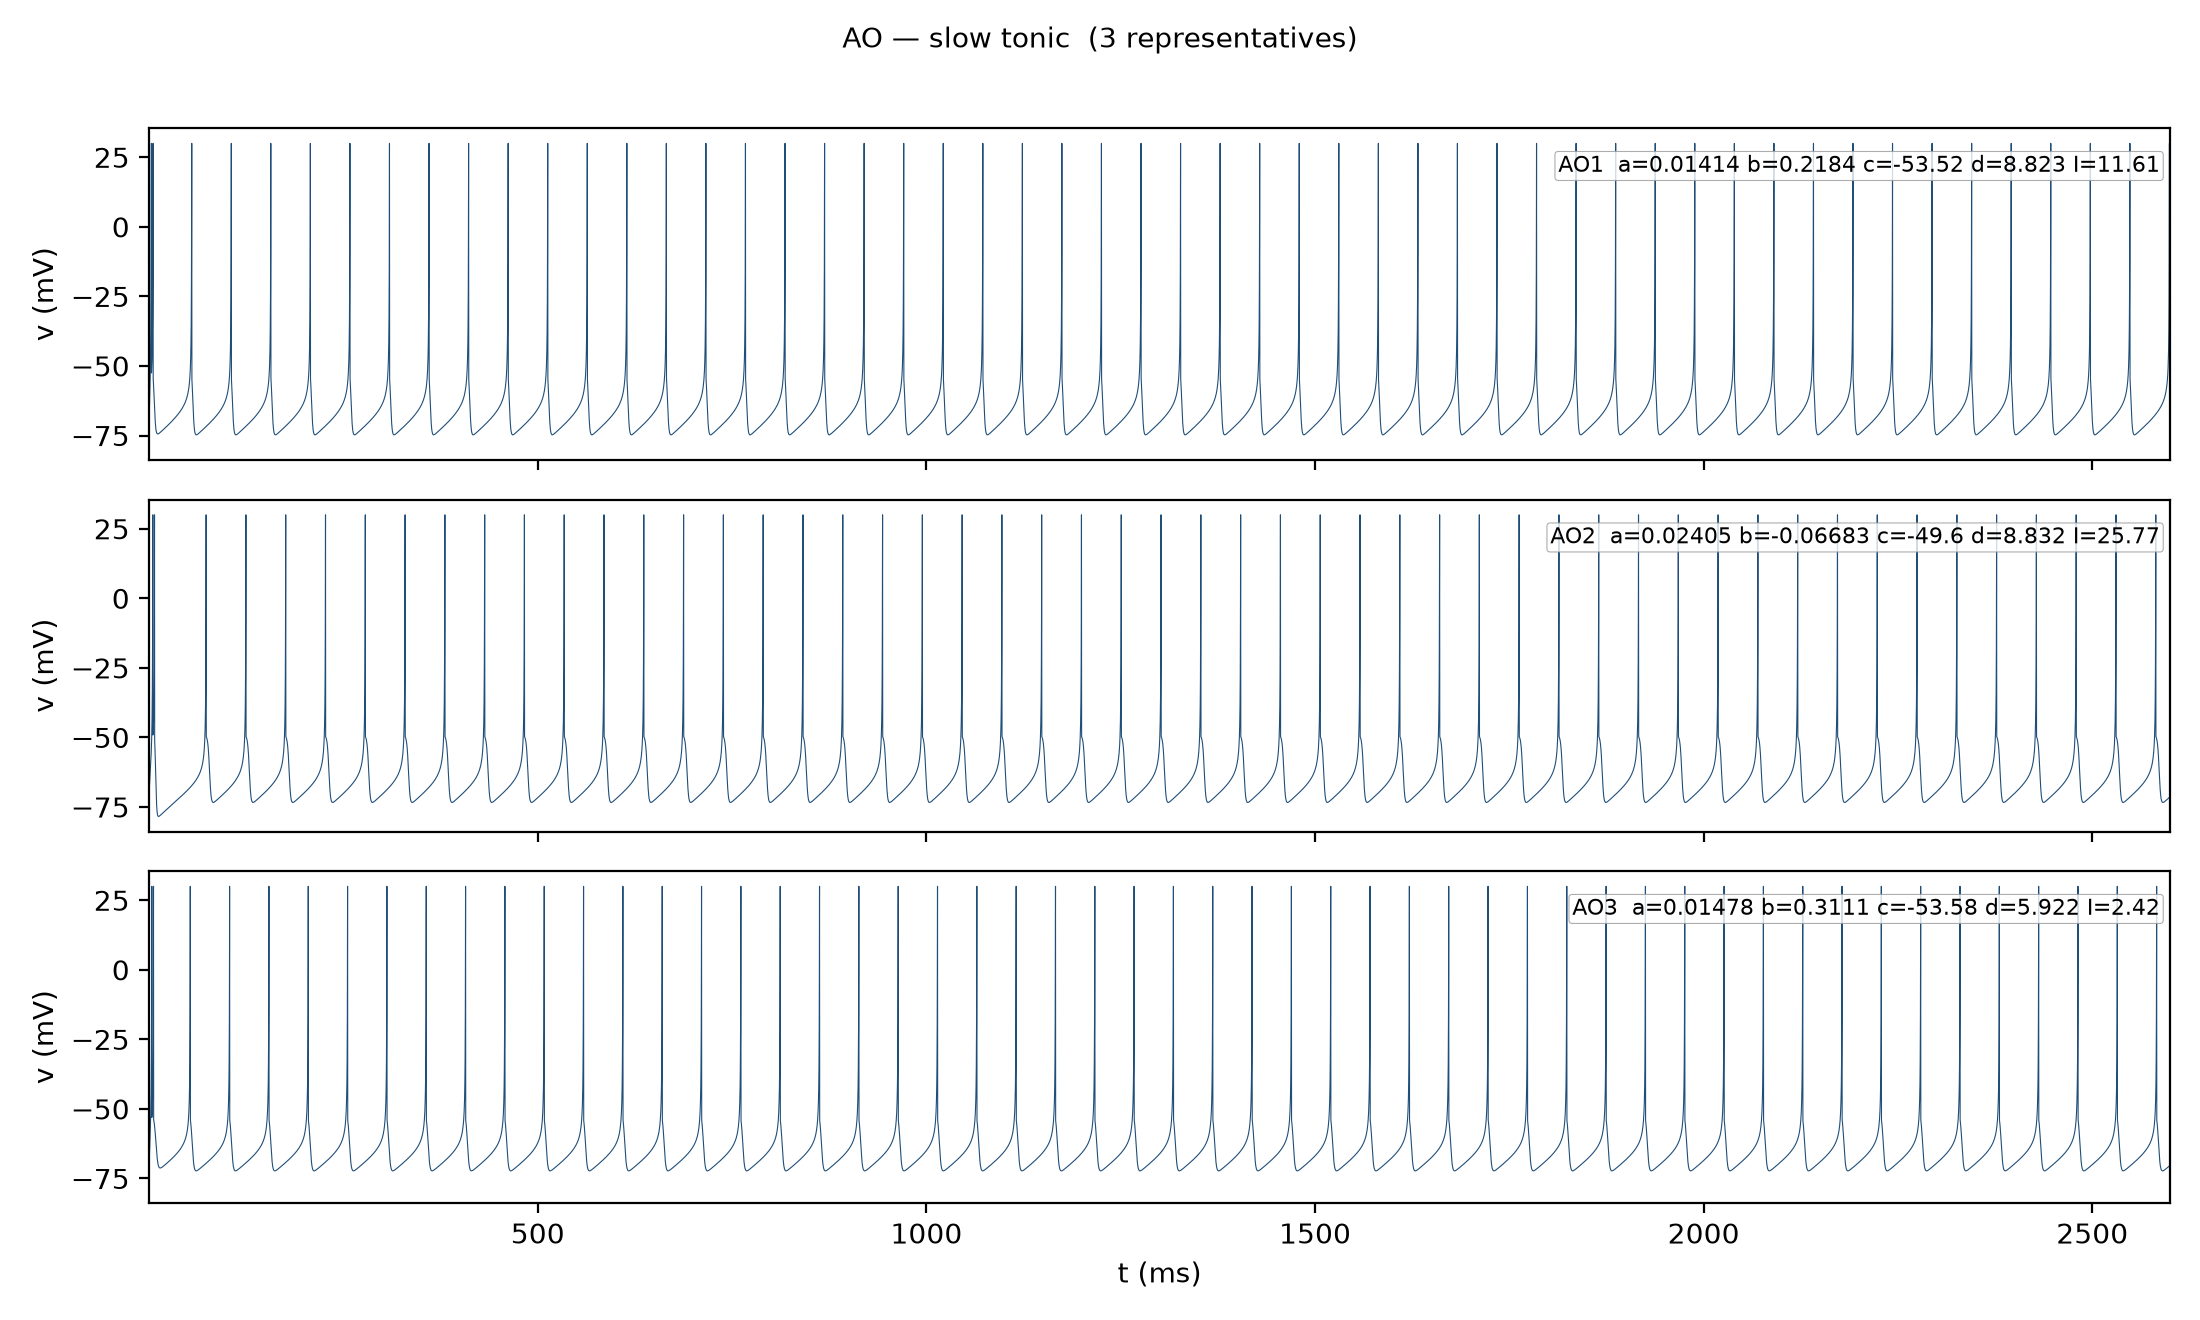 AO — slow tonic (3 representatives)
v (mV)
25
0
−25
−50
−75
AO1 a=0.01414 b=0.2184 c=-53.52 d=8.823 I=11.61
v (mV)
25
0
−25
−50
−75
AO2 a=0.02405 b=-0.06683 c=-49.6 d=8.832 I=25.77
v (mV)
25
0
−25
−50
−75
AO3 a=0.01478 b=0.3111 c=-53.58 d=5.922 I=2.42
500 1000 1500 2000 2500
t (ms)